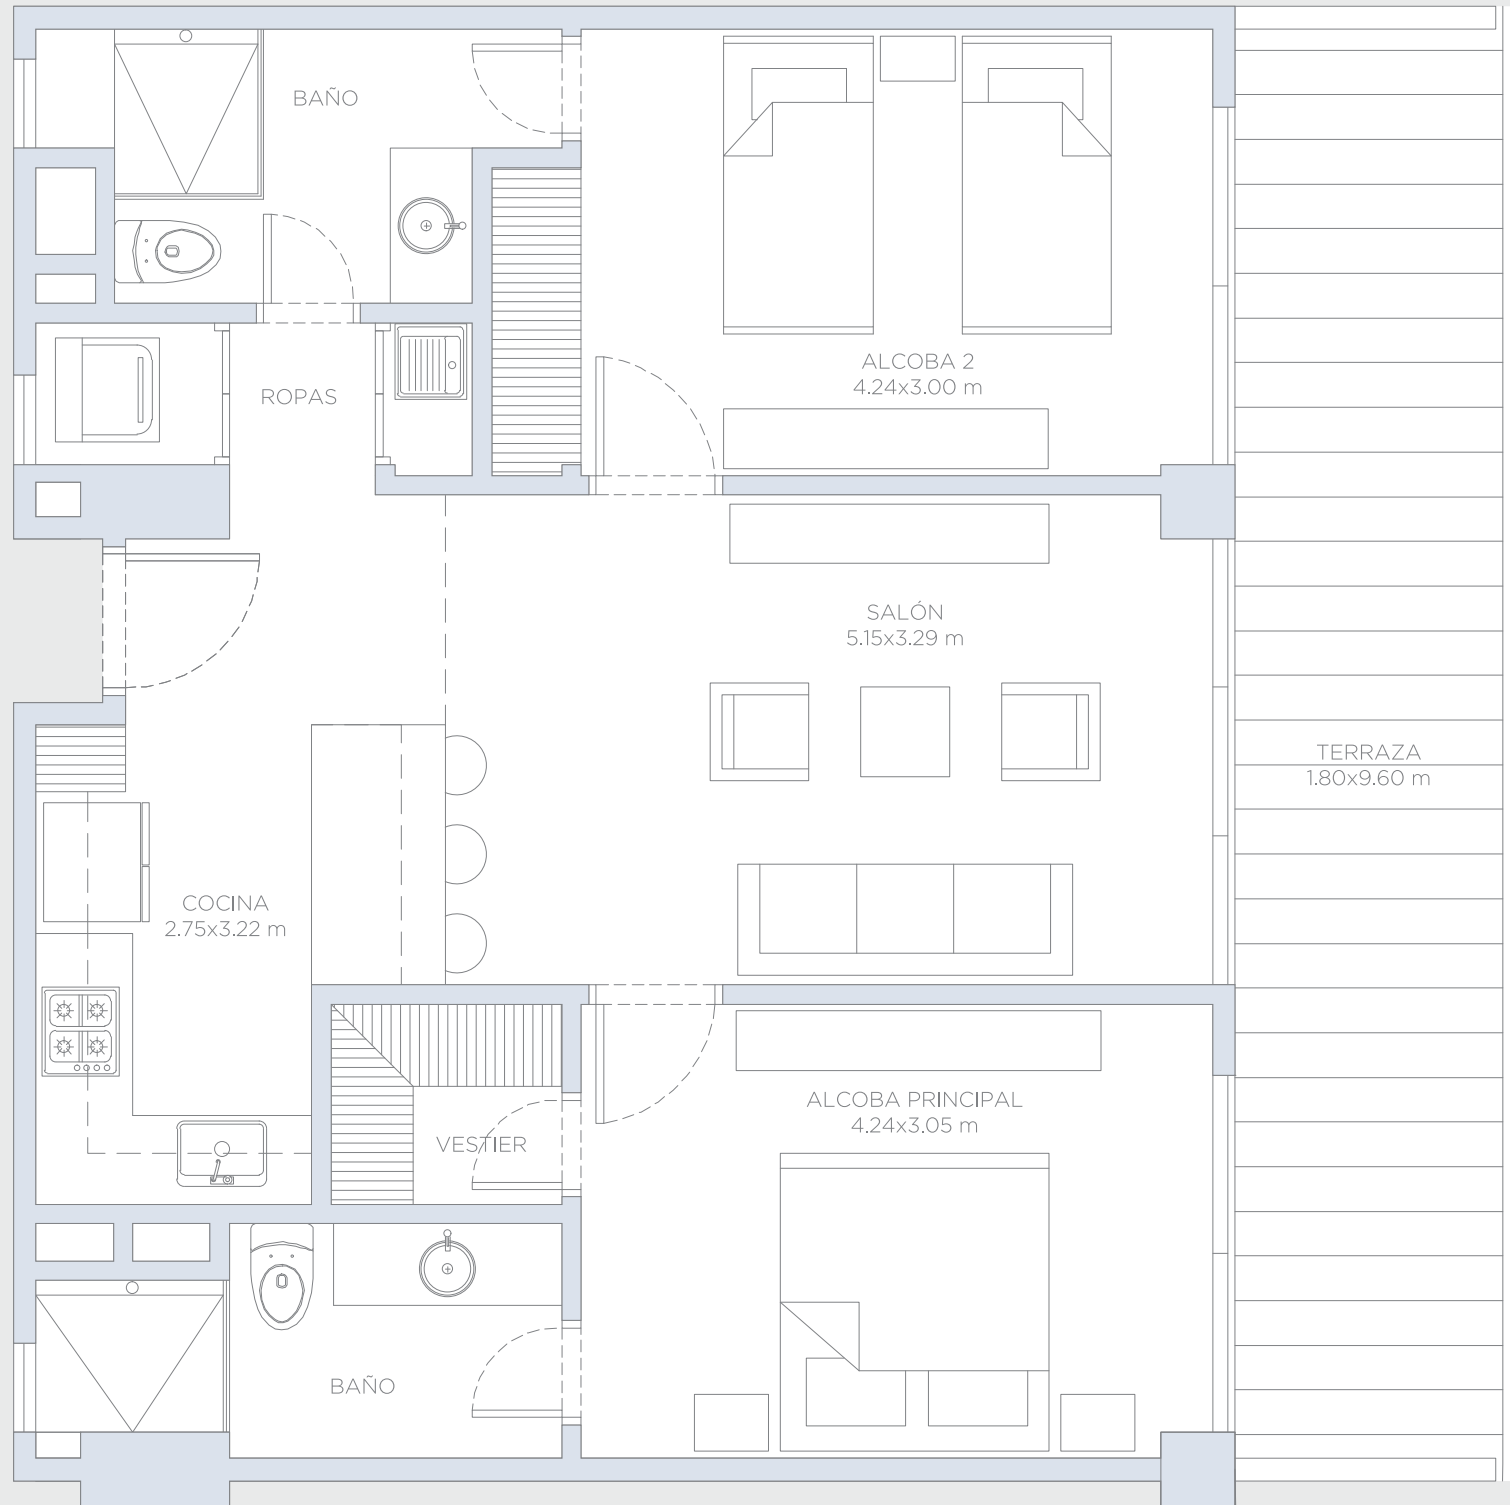 BAÑO
ALCOBA 2
4.24x3.00 m
ROPAS
SALÓN
5.15x3.29 m
TERRAZA
1.80x9.60 m
COCINA
2.75x3.22 m
ALCOBA PRINCIPAL
4.24x3.05 m
VESTIER
BAÑO